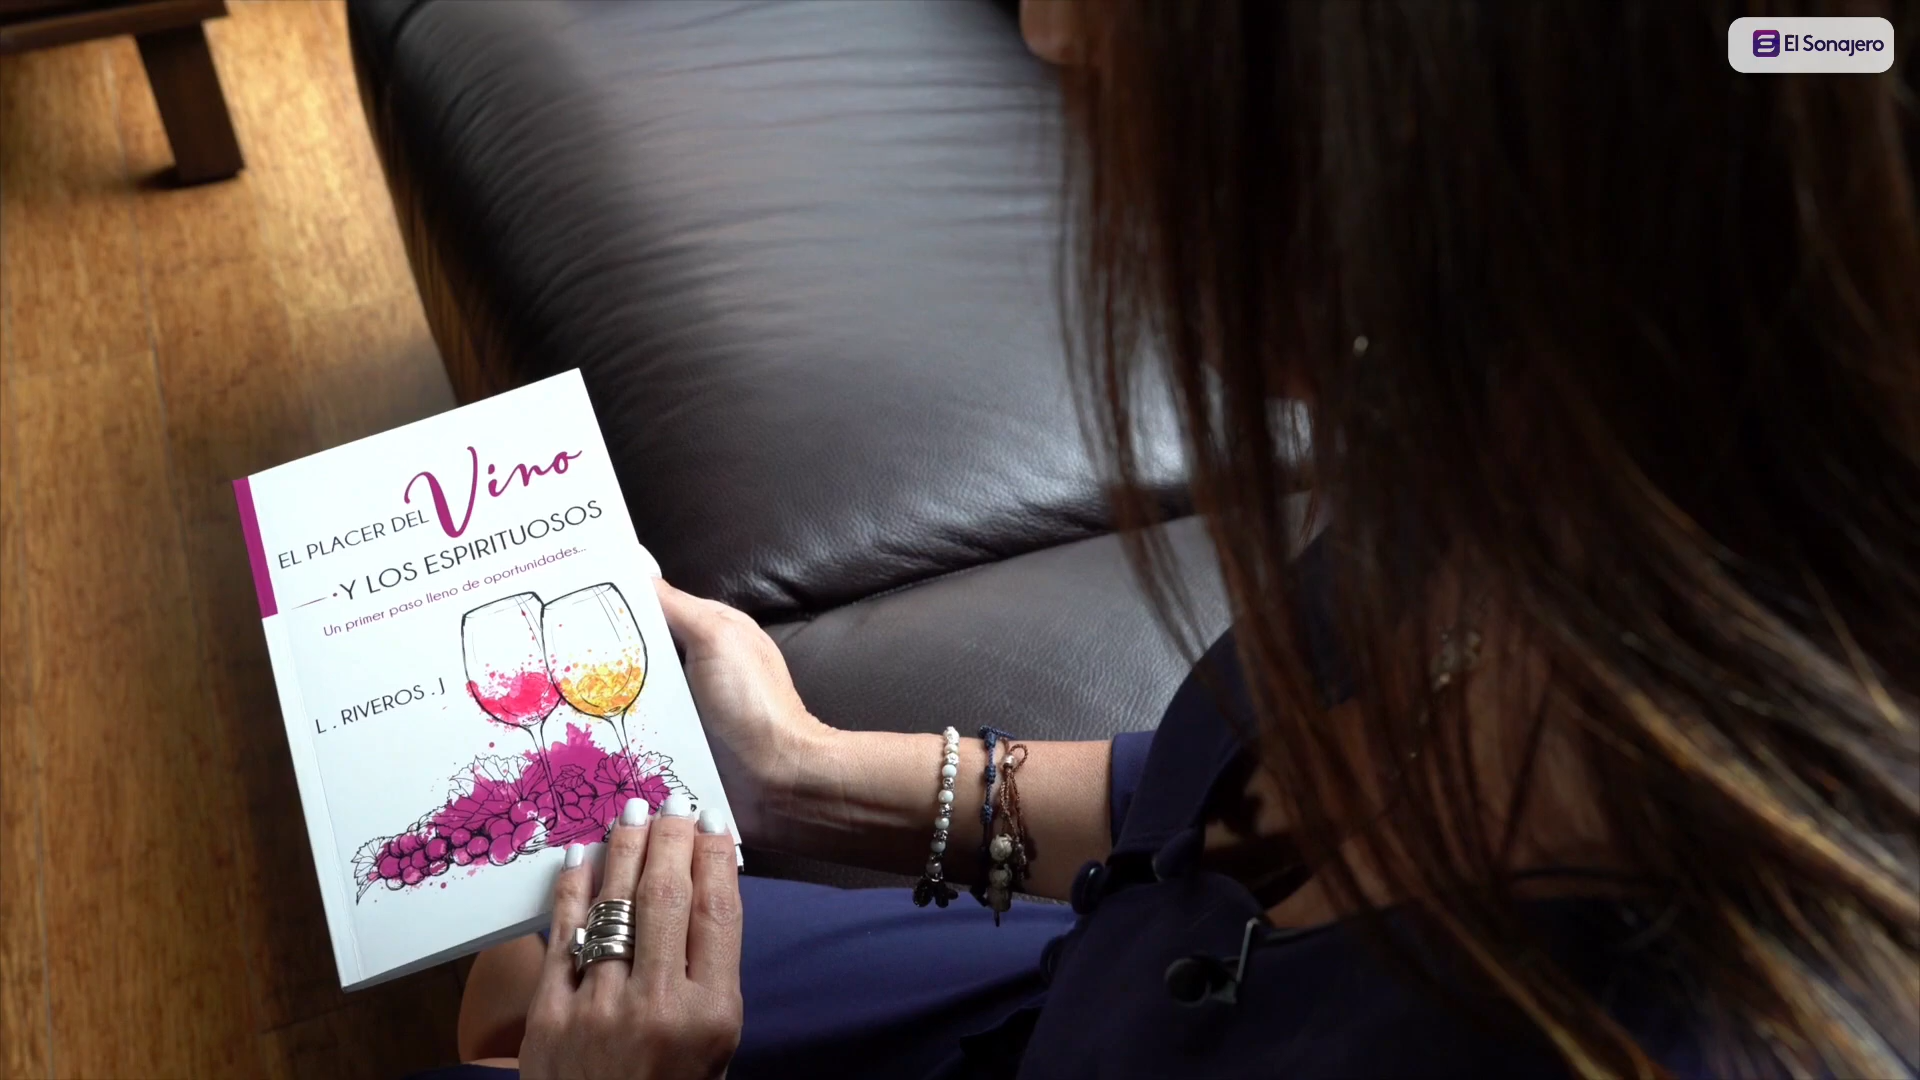 El Sonajero
EL PLACER DEL Vino
Y LOS ESPIRITUOSOS
Un primer paso lleno de oportunidades...
L . RIVEROS . J